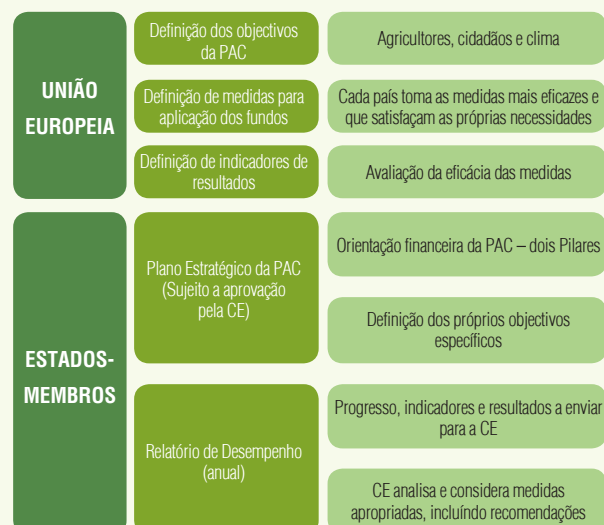 UNIÃO
EUROPEIA
Definição dos objectivos
da PAC
Agricultores, cidadãos e clima
Definição de medidas para
aplicação dos fundos
Cada país toma as medidas mais eficazes e
que satisfaçam as próprias necessidades
Definição de indicadores de
resultados
Avaliação da eficácia das medidas
ESTADOS-
MEMBROS
Plano Estratégico da PAC
(Sujeito a aprovação
pela CE)
Orientação financeira da PAC – dois Pilares
Definição dos próprios objectivos
específicos
Relatório de Desempenho
(anual)
Progresso, indicadores e resultados a enviar
para a CE
CE analisa e considera medidas
apropriadas, incluíndo recomendações